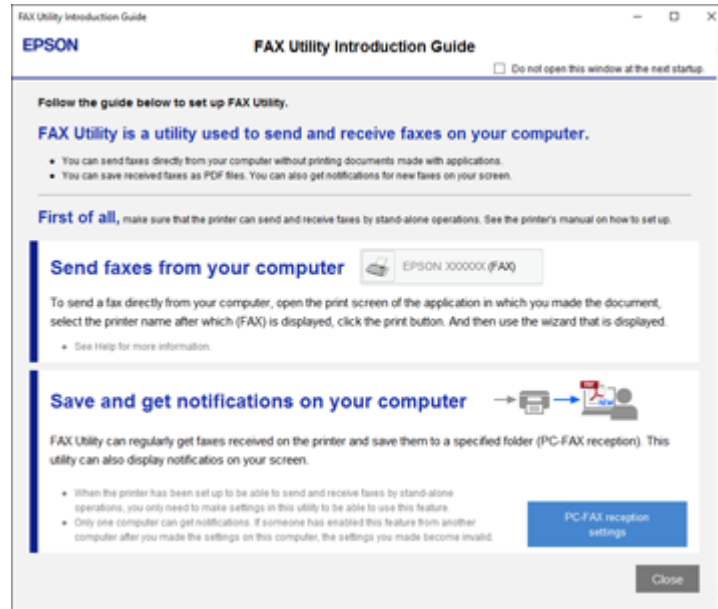 FAX Utility Introduction Guide
EPSON
FAX Utility Introduction Guide
Do not open this window at the next startup.
Follow the guide below to set up FAX Utility.
FAX Utility is a utility used to send and receive faxes on your computer.
You can send faxes directly from your computer without printing documents made with applications.
You can save received faxes as PDF files. You can also get notifications for new faxes on your screen.
First of all, make sure that the printer can send and receive faxes by stand-alone operations. See the printer's manual on how to set up.
Send faxes from your computer
EPSON XXXXXX (FAX)
To send a fax directly from your computer, open the print screen of the application in which you made the document,
select the printer name after which (FAX) is displayed, click the print button. And then use the wizard that is displayed.
See Help for more information.
Save and get notifications on your computer
PDF
NEW
FAX Utility can regularly get faxes received on the printer and save them to a specified folder (PC-FAX reception). This
utility can also display notificatios on your screen.
When the printer has been set up to be able to send and receive faxes by stand-alone
operations, you only need to make settings in this utility to be able to use this feature.
Only one computer can get notifications. If someone has enabled this feature from another
computer after you made the settings on this computer, the settings you made become invalid.
PC-FAX reception
settings
Close